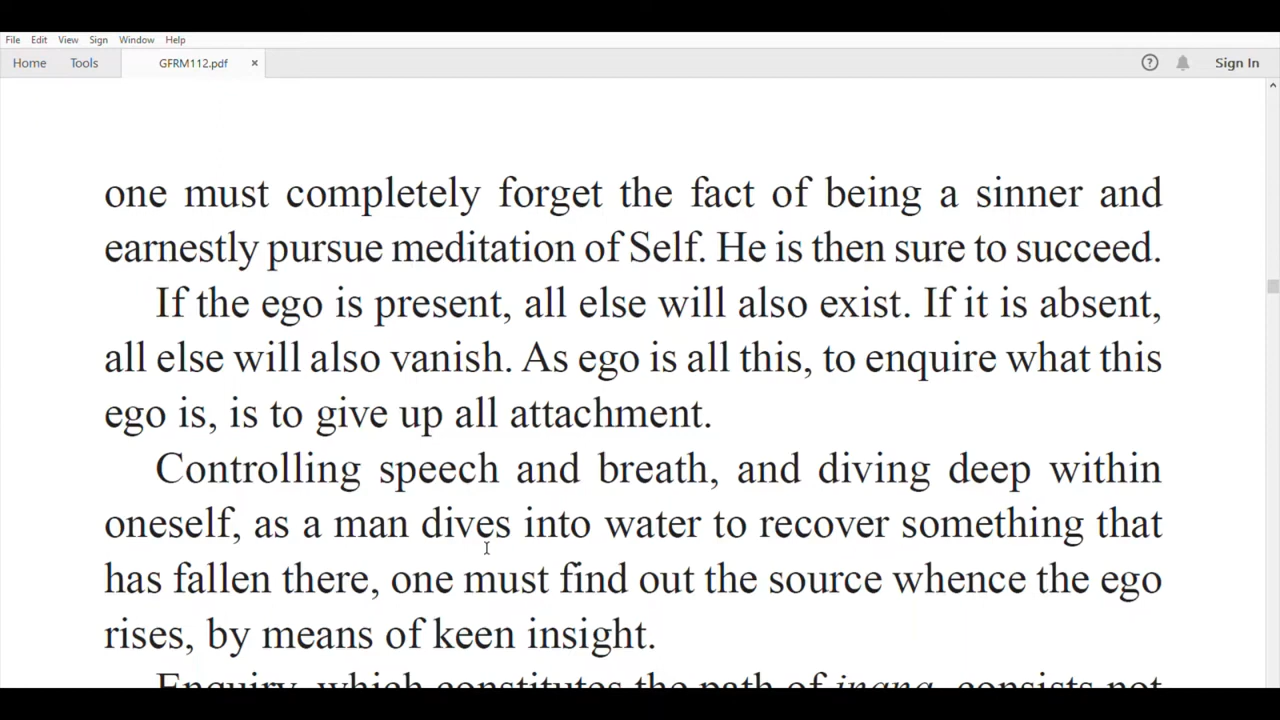 File Edit View Sign Window Help
Home Tools GFRM112.pdf × ? Sign In
one must completely forget the fact of being a sinner and
earnestly pursue meditation of Self. He is then sure to succeed.
If the ego is present, all else will also exist. If it is absent,
all else will also vanish. As ego is all this, to enquire what this
ego is, is to give up all attachment.
Controlling speech and breath, and diving deep within
oneself, as a man dives into water to recover something that
has fallen there, one must find out the source whence the ego
rises, by means of keen insight.
Enquiry, which constitutes the path of jnana, consists not